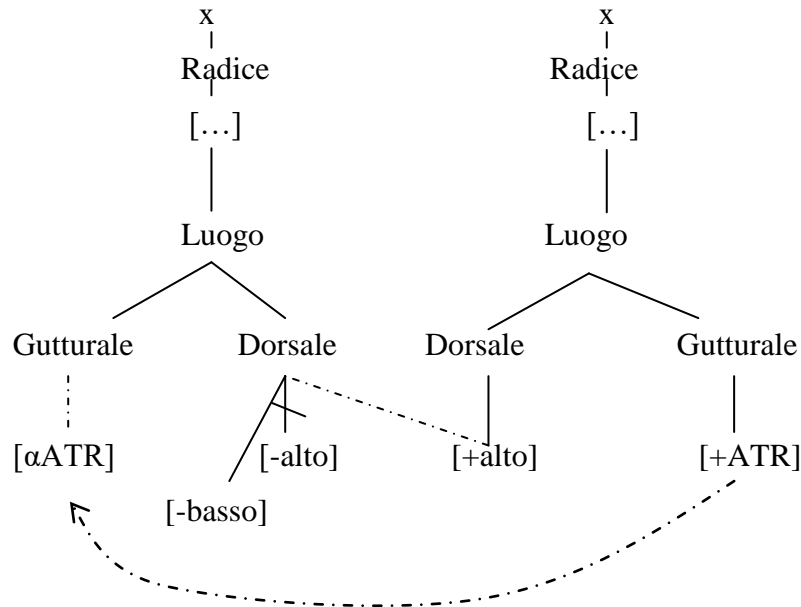 x x
Radice Radice
[…] […]
Luogo Luogo
Gutturale Dorsale Dorsale Gutturale
[αATR] [-alto] [+alto] [+ATR]
[-basso]